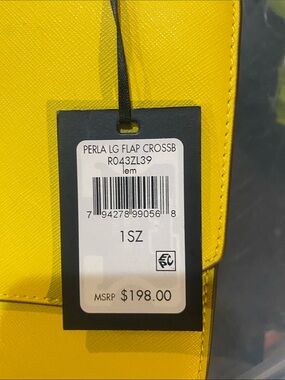 PERLA LG FLAP CROSSB
R043ZL39
lem
7 94278 99056 8
1SZ
MSRP $198.00